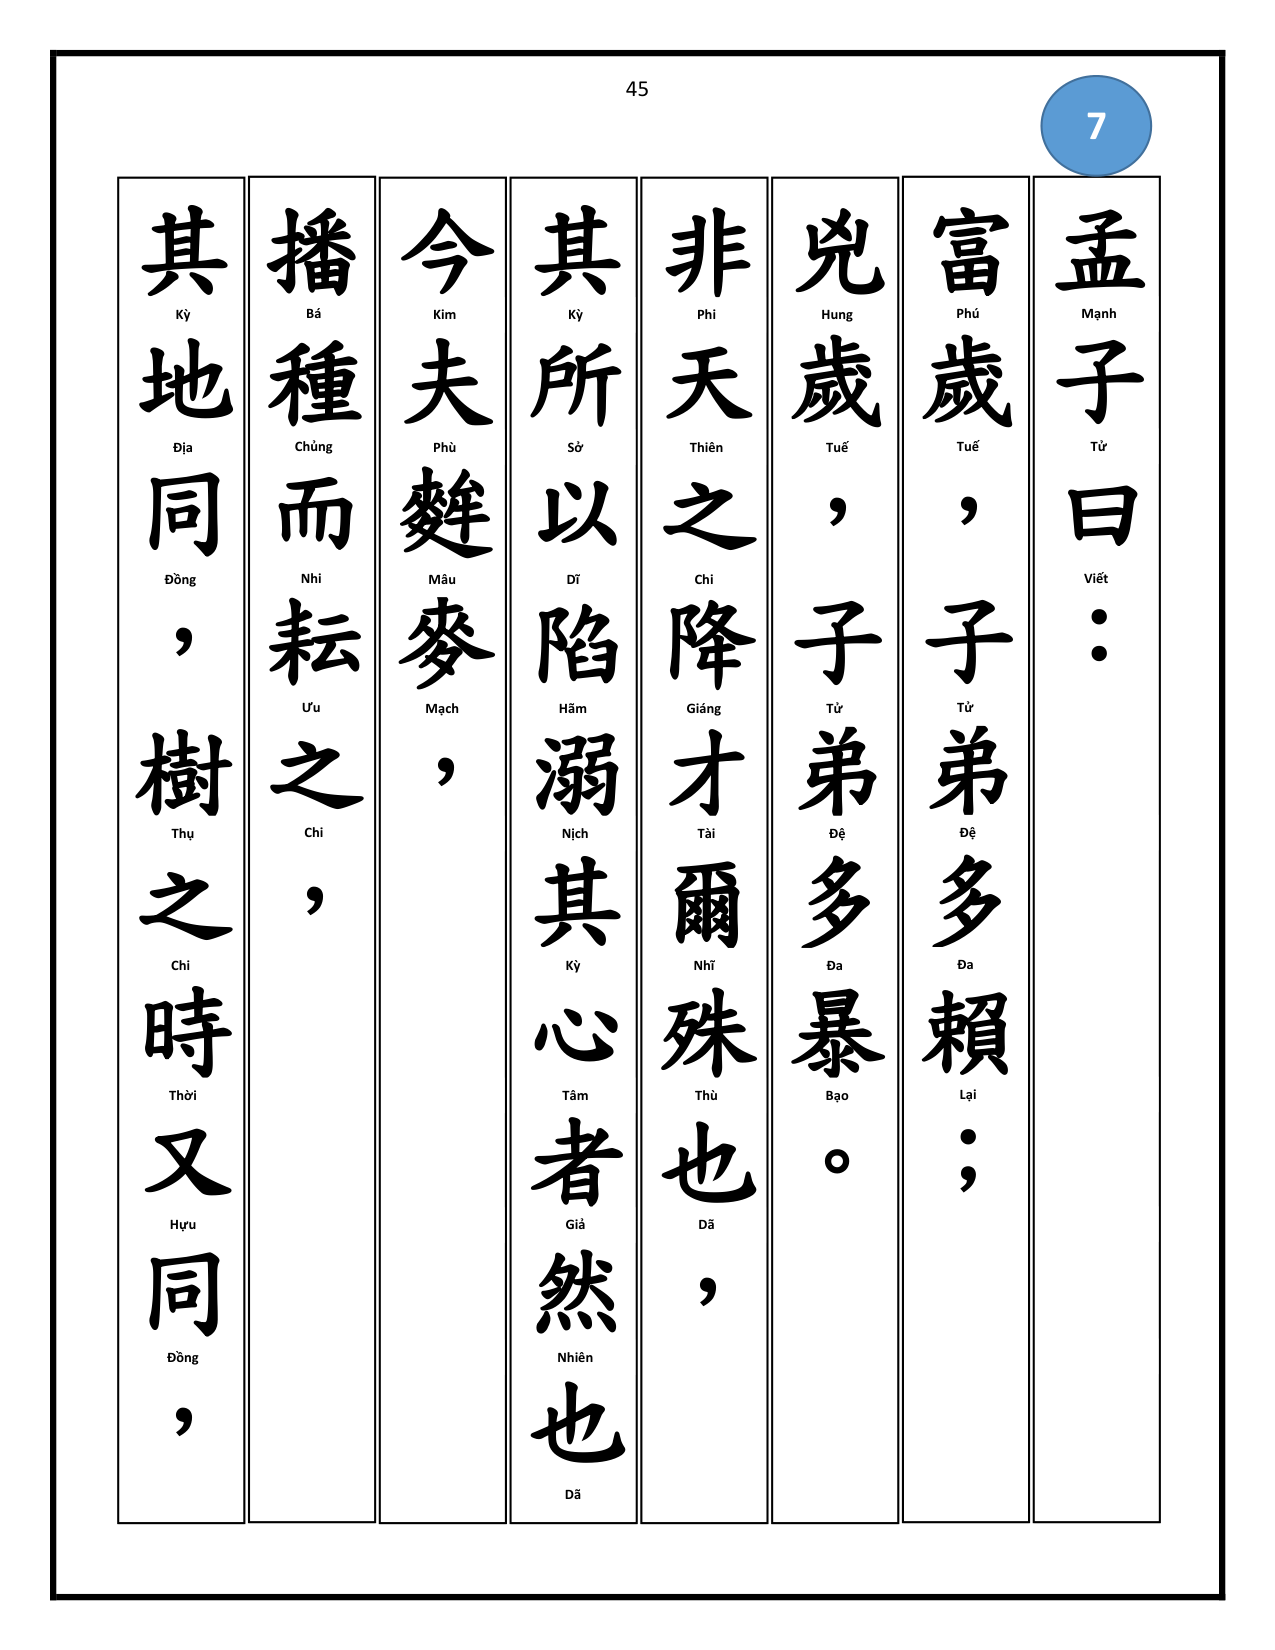 45
7
孟子曰：
Mạnh Tử Viết
富歲，子弟多賴；
Phú Tuế Tử Đệ Đa Lại
兇歲，子弟多暴。
Hung Tuế Tử Đệ Đa Bạo
非天之降才爾殊也，
Phi Thiên Chi Giáng Tài Nhĩ Thù Dã
其所以陷溺其心者然也
Kỳ Sở Dĩ Hãm Nịch Kỳ Tâm Giả Nhiên Dã
今夫麰麥，
Kim Phù Mâu Mạch
播種而耘之，
Bá Chủng Nhi Ưu Chi
其地同，樹之時又同，
Kỳ Địa Đồng Thụ Chi Thời Hựu Đồng